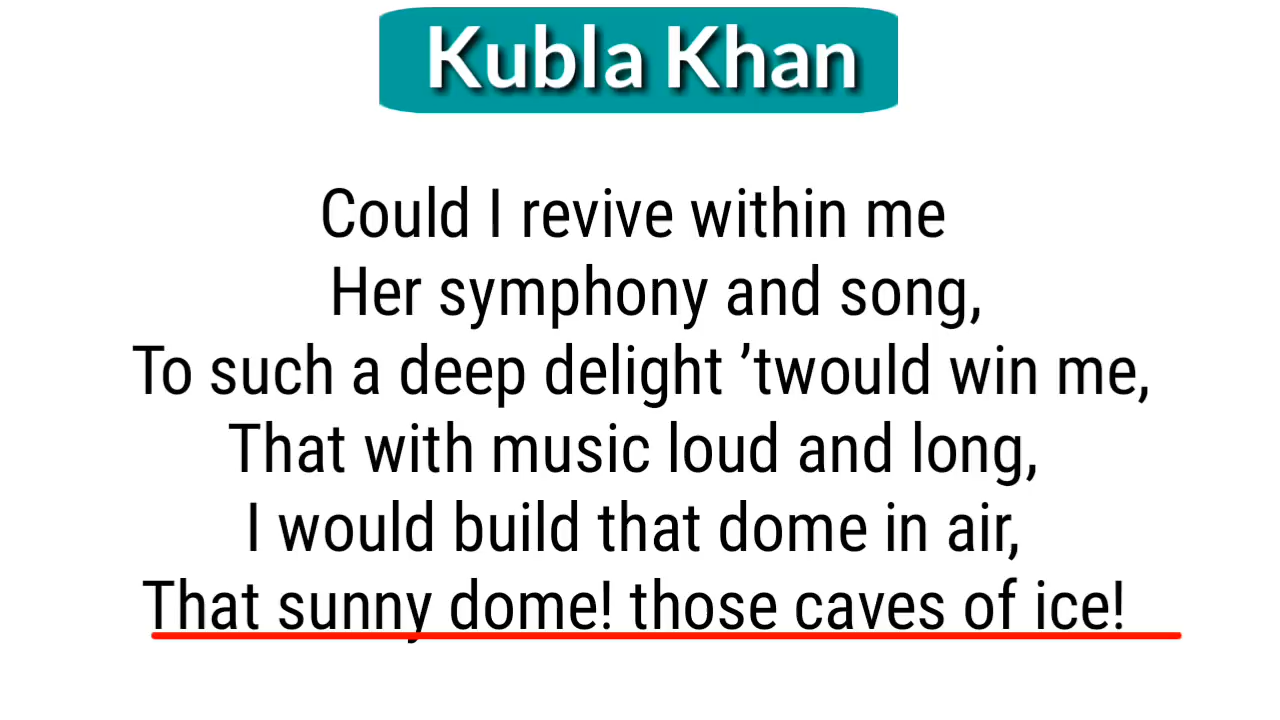 Kubla Khan
Could I revive within me
Her symphony and song,
To such a deep delight ’twould win me,
That with music loud and long,
I would build that dome in air,
That sunny dome! those caves of ice!